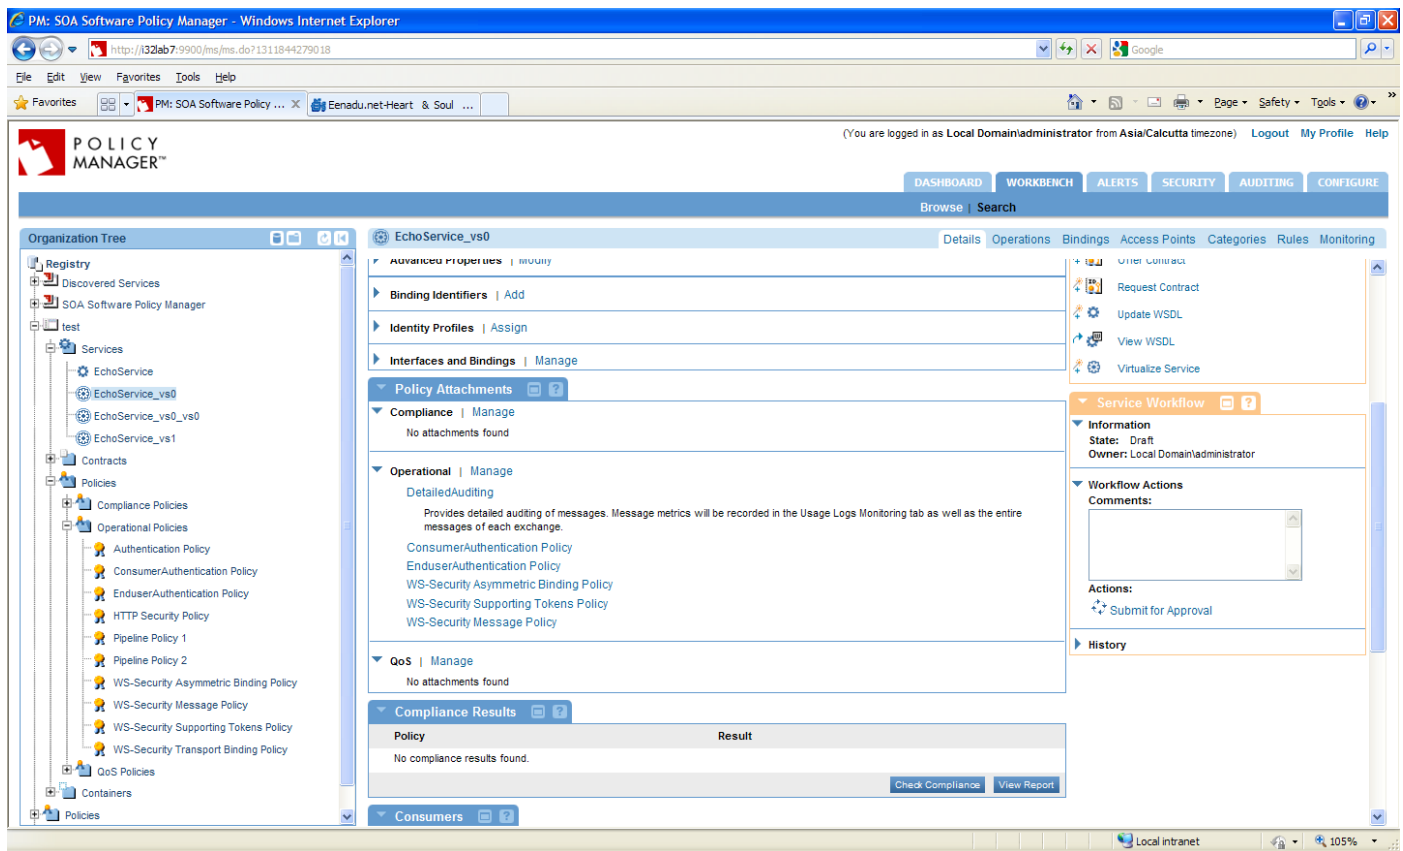 PM: SOA Software Policy Manager - Windows Internet Explorer
http://i32lab7:9900/ms/ms.do?1311844279018
Google
File Edit View Favorites Tools Help
Favorites
PM: SOA Software Policy ... X
Eenadu.net-Heart & Soul ...
Page Safety Tools
POLICY
MANAGER™
(You are logged in as Local Domain\administrator from Asia/Calcutta timezone) Logout My Profile Help
DASHBOARD WORKBENCH ALERTS SECURITY AUDITING CONFIGURE
Browse | Search
Organization Tree
Registry
Discovered Services
SOA Software Policy Manager
test
Services
EchoService
EchoService_vs0
EchoService_vs0_vs0
EchoService_vs1
Contracts
Policies
Compliance Policies
Operational Policies
Authentication Policy
ConsumerAuthentication Policy
EnduserAuthentication Policy
HTTP Security Policy
Pipeline Policy 1
Pipeline Policy 2
WS-Security Asymmetric Binding Policy
WS-Security Message Policy
WS-Security Supporting Tokens Policy
WS-Security Transport Binding Policy
QoS Policies
Containers
Policies
EchoService_vs0
Details Operations Bindings Access Points Categories Rules Monitoring
Advanced Properties | Modify
Binding Identifiers | Add
Identity Profiles | Assign
Interfaces and Bindings | Manage
Policy Attachments ?
Compliance | Manage
No attachments found
Operational | Manage
DetailedAuditing
Provides detailed auditing of messages. Message metrics will be recorded in the Usage Logs Monitoring tab as well as the entire
messages of each exchange.
ConsumerAuthentication Policy
EnduserAuthentication Policy
WS-Security Asymmetric Binding Policy
WS-Security Supporting Tokens Policy
WS-Security Message Policy
QoS | Manage
No attachments found
Compliance Results ?
Policy Result
No compliance results found.
Check Compliance View Report
Consumers ?
Offer Contract
Request Contract
Update WSDL
View WSDL
Virtualize Service
Service Workflow ?
Information
State: Draft
Owner: Local Domain\administrator
Workflow Actions
Comments:
Actions:
Submit for Approval
History
Local intranet
105%